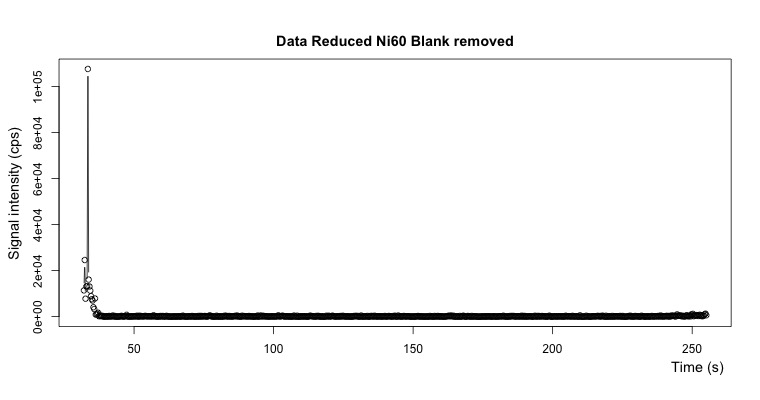 Data Reduced Ni60 Blank removed
Signal intensity (cps)
1e+05
8e+04
6e+04
4e+04
2e+04
0e+00
50 100 150 200 250
Time (s)